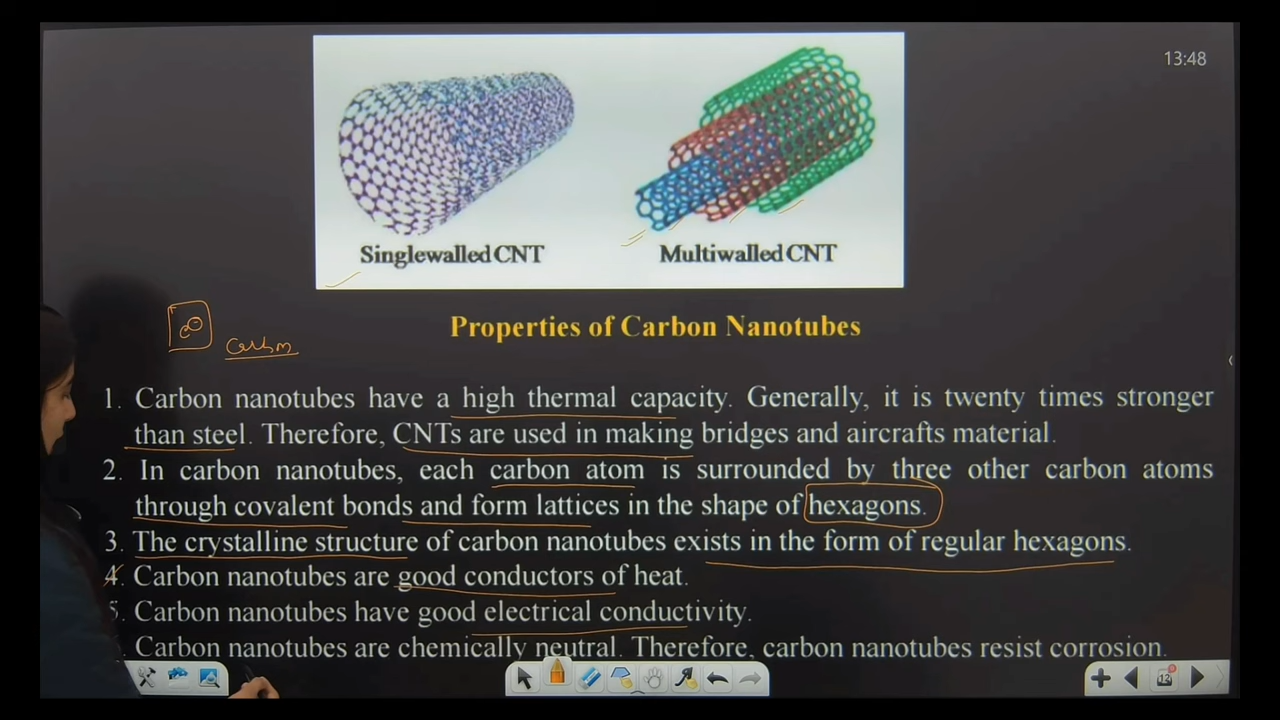 13:48
Singlewalled CNT
Multiwalled CNT
Carbon
Properties of Carbon Nanotubes
1. Carbon nanotubes have a high thermal capacity. Generally, it is twenty times stronger
than steel. Therefore, CNTs are used in making bridges and aircrafts material.
2. In carbon nanotubes, each carbon atom is surrounded by three other carbon atoms
through covalent bonds and form lattices in the shape of hexagons.
3. The crystalline structure of carbon nanotubes exists in the form of regular hexagons.
4. Carbon nanotubes are good conductors of heat.
5. Carbon nanotubes have good electrical conductivity.
Carbon nanotubes are chemically neutral. Therefore, carbon nanotubes resist corrosion.
12